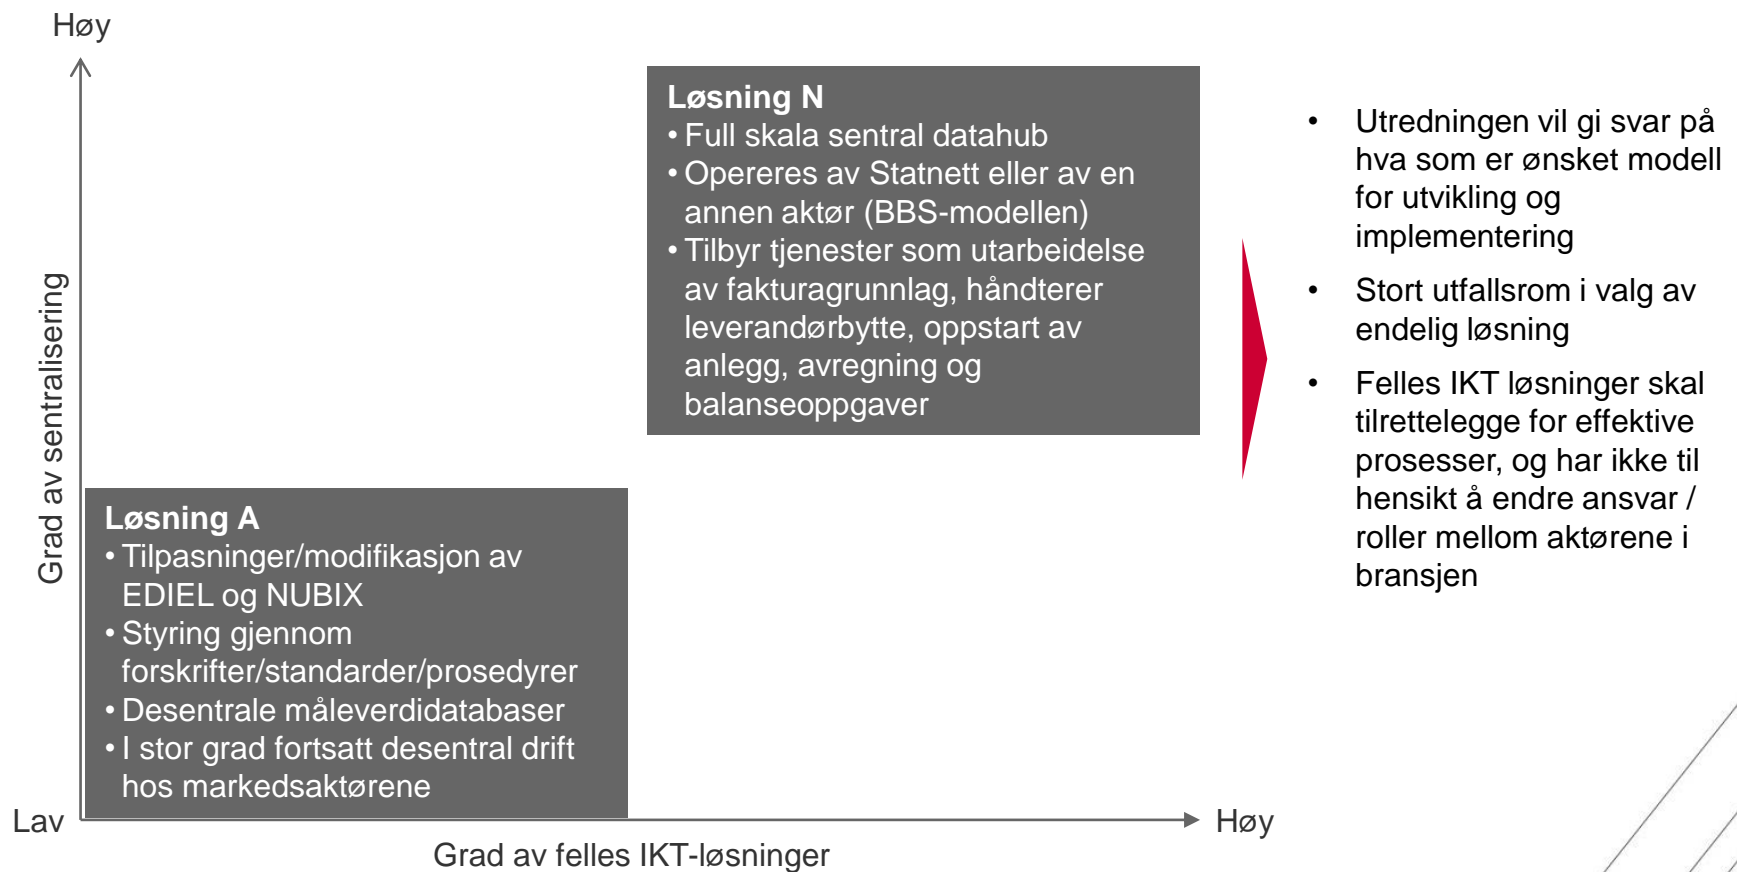 Høy
Grad av sentralisering
Løsning N
• Full skala sentral datahub
• Opereres av Statnett eller av en
annen aktør (BBS-modellen)
• Tilbyr tjenester som utarbeidelse
av fakturagrunnlag, håndterer
leverandørbytte, oppstart av
anlegg, avregning og
balanseoppgaver
Løsning A
• Tilpasninger/modifikasjon av
EDIEL og NUBIX
• Styring gjennom
forskrifter/standarder/prosedyrer
• Desentrale måleverdidatabaser
• I stor grad fortsatt desentral drift
hos markedsaktørene
Lav
Høy
Grad av felles IKT-løsninger
• Utredningen vil gi svar på
hva som er ønsket modell
for utvikling og
implementering
• Stort utfallsrom i valg av
endelig løsning
• Felles IKT løsninger skal
tilrettelegge for effektive
prosesser, og har ikke til
hensikt å endre ansvar /
roller mellom aktørene i
bransjen